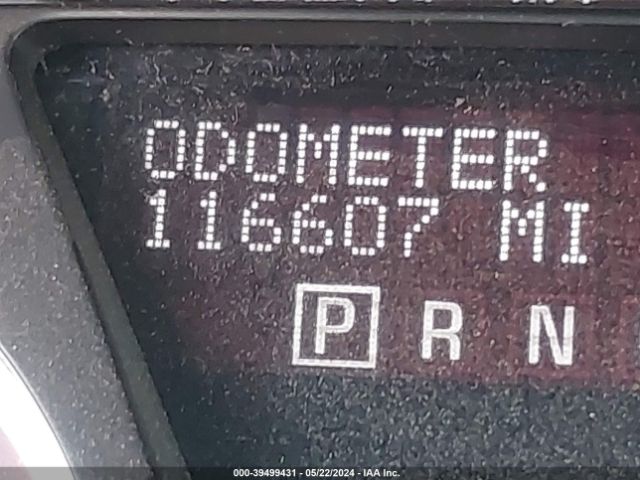 ODOMETER
116607 MI
P R N
000-39499431 - 05/22/2024 - IAA Inc.